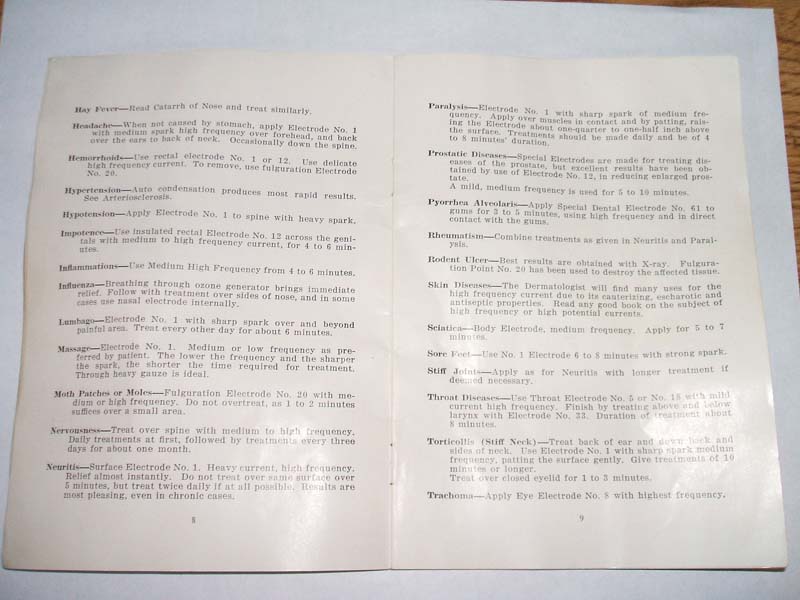 Hay Fever—Read Catarrh of Nose and treat similarly.
Headache—When not caused by stomach, apply Electrode No. 1
with medium spark high frequency over forehead, and back
over the ears to back of neck. Occasionally down the spine.
Hemorrhoids—Use rectal electrode No. 1 or 12. Use delicate
high frequency current. To remove, use fulguration Electrode
No. 20.
Hypertension—Auto condensation produces most rapid results.
See Arteriosclerosis.
Hypotension—Apply Electrode No. 1 to spine with heavy spark.
Impotence—Use insulated rectal Electrode No. 12 across the geni-
tals with medium to high frequency current, for 4 to 6 min-
utes.
Inflammations—Use Medium High Frequency from 4 to 6 minutes.
Influenza—Breathing through ozone generator brings immediate
relief. Follow with treatment over sides of nose, and in some
cases use nasal electrode internally.
Lumbago—Electrode No. 1 with sharp spark over and beyond
painful area. Treat every other day for about 6 minutes.
Massage—Electrode No. 1. Medium or low frequency as pre-
ferred by patient. The lower the frequency and the sharper
the spark, the shorter the time required for treatment.
Through heavy gauze is ideal.
Moth Patches or Moles—Fulguration Electrode No. 20 with me-
dium or high frequency. Do not overtreat, as 1 to 2 minutes
suffices over a small area.
Nervousness—Treat over spine with medium to high frequency.
Daily treatments at first, followed by treatments every three
days for about one month.
Neuritis—Surface Electrode No. 1. Heavy current, high frequency.
Relief almost instantly. Do not treat over same surface over
5 minutes, but treat twice daily if at all possible. Results are
most pleasing, even in chronic cases.
8
Paralysis—Electrode No. 1 with sharp spark of medium fre-
quency. Apply over muscles in contact and by patting, rais-
ing the Electrode about one-quarter to one-half inch above
the surface. Treatments should be made daily and be of 4
to 8 minutes' duration.
Prostatic Diseases—Special Electrodes are made for treating dis-
eases of the prostate, but excellent results have been ob-
tained by use of Electrode No. 12, in reducing enlarged pros-
tate.
A mild, medium frequency is used for 5 to 10 minutes.
Pyorrhea Alveolaris—Apply Special Dental Electrode No. 61 to
gums for 3 to 5 minutes, using high frequency and in direct
contact with the gums.
Rheumatism—Combine treatments as given in Neuritis and Paral-
ysis.
Rodent Ulcer—Best results are obtained with X-ray. Fulgura-
tion Point No. 20 has been used to destroy the affected tissue.
Skin Diseases—The Dermatologist will find many uses for the
high frequency current due to its cauterizing, escharotic and
antiseptic properties. Read any good book on the subject of
high frequency or high potential currents.
Sciatica—Body Electrode, medium frequency. Apply for 5 to 7
minutes.
Sore Feet—Use No. 1 Electrode 6 to 8 minutes with strong spark.
Stiff Joints—Apply as for Neuritis with longer treatment if
deemed necessary.
Throat Diseases—Use Throat Electrode No. 5 or No. 18 with mild
current high frequency. Finish by treating above and below
larynx with Electrode No. 33. Duration of treatment about
8 minutes.
Torticollis (Stiff Neck)—Treat back of ear and down back and
sides of neck. Use Electrode No. 1 with sharp spark medium
frequency, patting the surface gently. Give treatments of 10
minutes or longer.
Treat over closed eyelid for 1 to 3 minutes.
Trachoma—Apply Eye Electrode No. 8 with highest frequency.
9